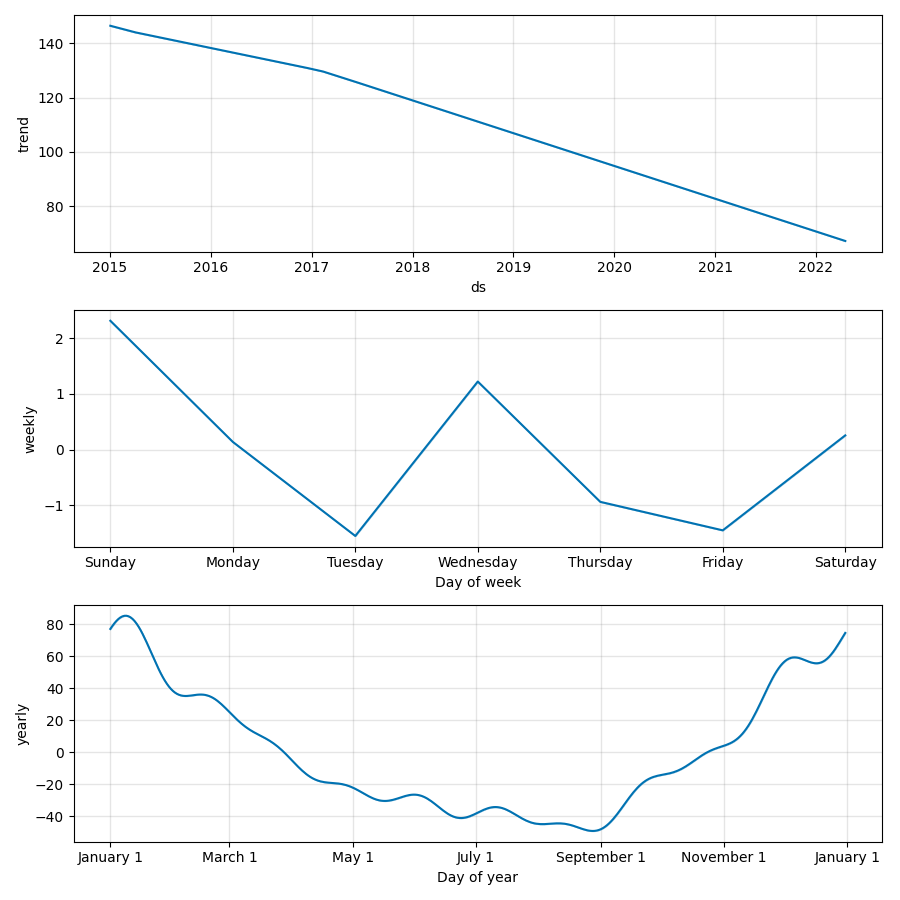 140
120
100
80
trend
2015 2016 2017 2018 2019 2020 2021 2022
ds
2
1
0
−1
weekly
Sunday Monday Tuesday Wednesday Thursday Friday Saturday
Day of week
80
60
40
20
0
−20
−40
yearly
January 1 March 1 May 1 July 1 September 1 November 1 January 1
Day of year